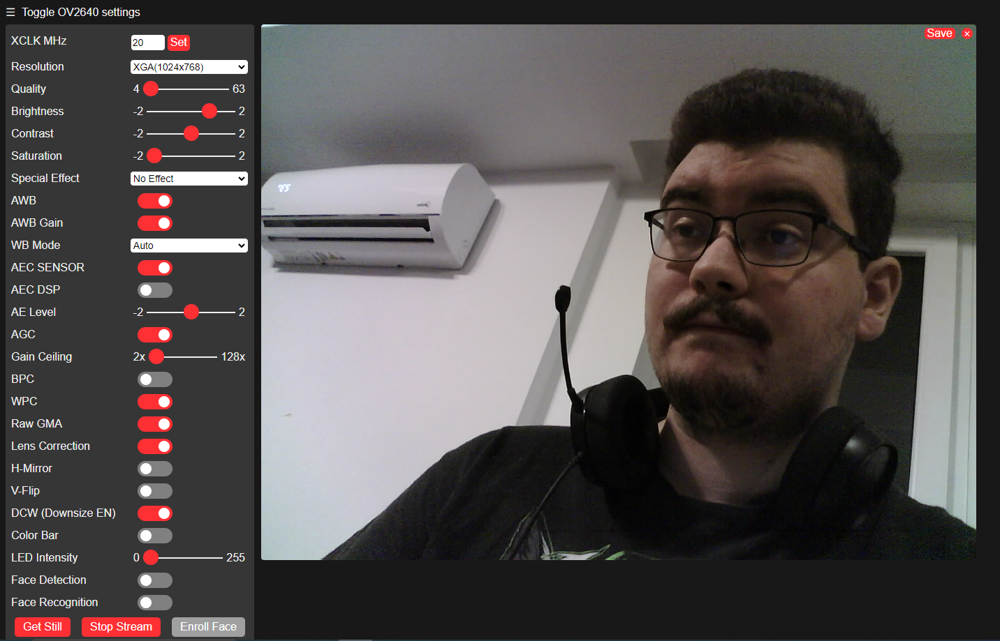 ☰ Toggle OV2640 settings
XCLK MHz 20 Set
Resolution XGA(1024x768)
Quality 4 63
Brightness -2 2
Contrast -2 2
Saturation -2 2
Special Effect No Effect
AWB
AWB Gain
WB Mode Auto
AEC SENSOR
AEC DSP
AE Level -2 2
AGC
Gain Ceiling 2x 128x
BPC
WPC
Raw GMA
Lens Correction
H-Mirror
V-Flip
DCW (Downsize EN)
Color Bar
LED Intensity 0 255
Face Detection
Face Recognition
Get Still Stop Stream Enroll Face
Save ×
25